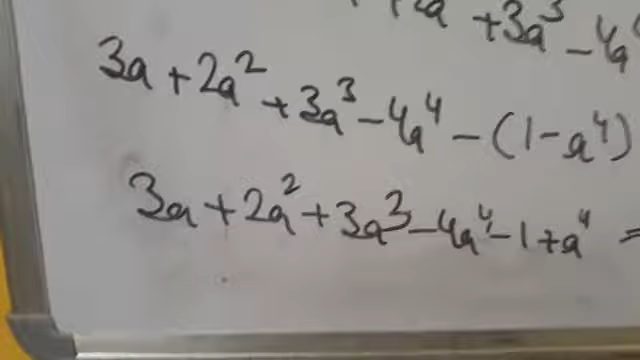 +3a³ - 4a
3a + 2a² + 3a³ - 4a⁴ - (1 - a⁴)
3a + 2a² + 3a³ - 4a⁴ - 1 + a⁴ =